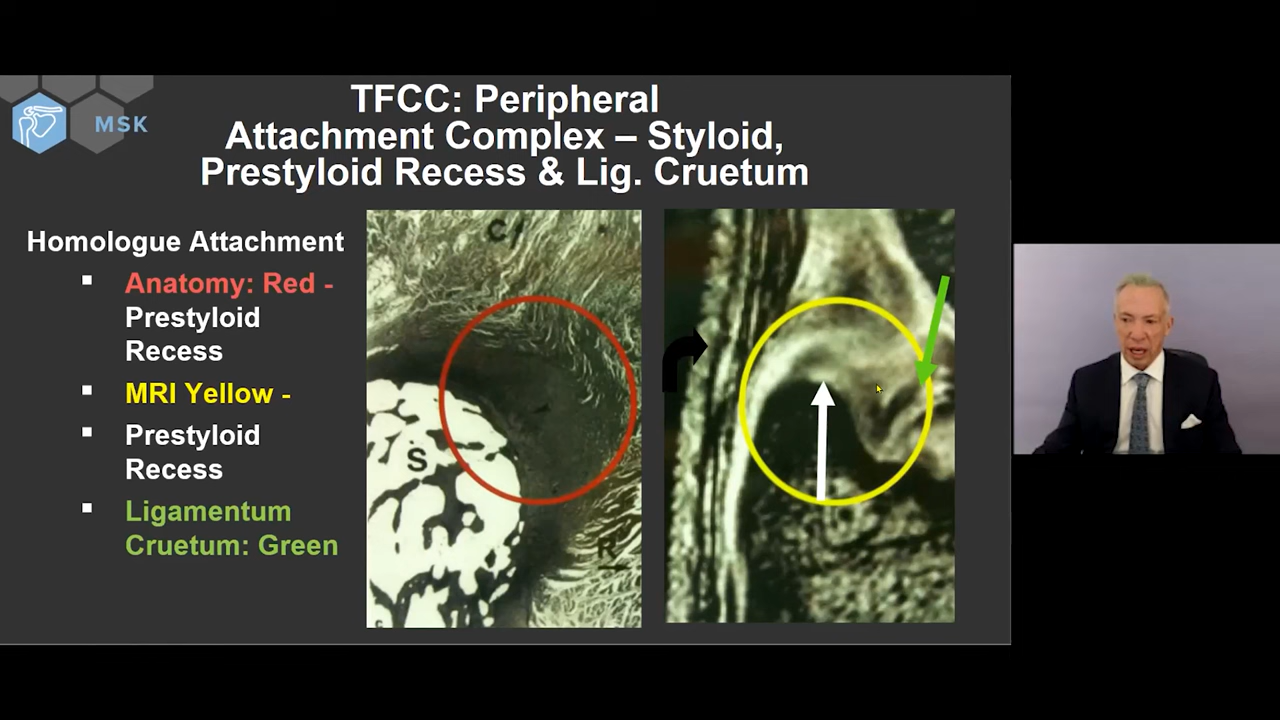 MSK
TFCC: Peripheral
Attachment Complex – Styloid,
Prestyloid Recess & Lig. Cruetum
Homologue Attachment
Anatomy: Red -
Prestyloid
Recess
MRI Yellow -
Prestyloid
Recess
Ligamentum
Cruetum: Green
S
R